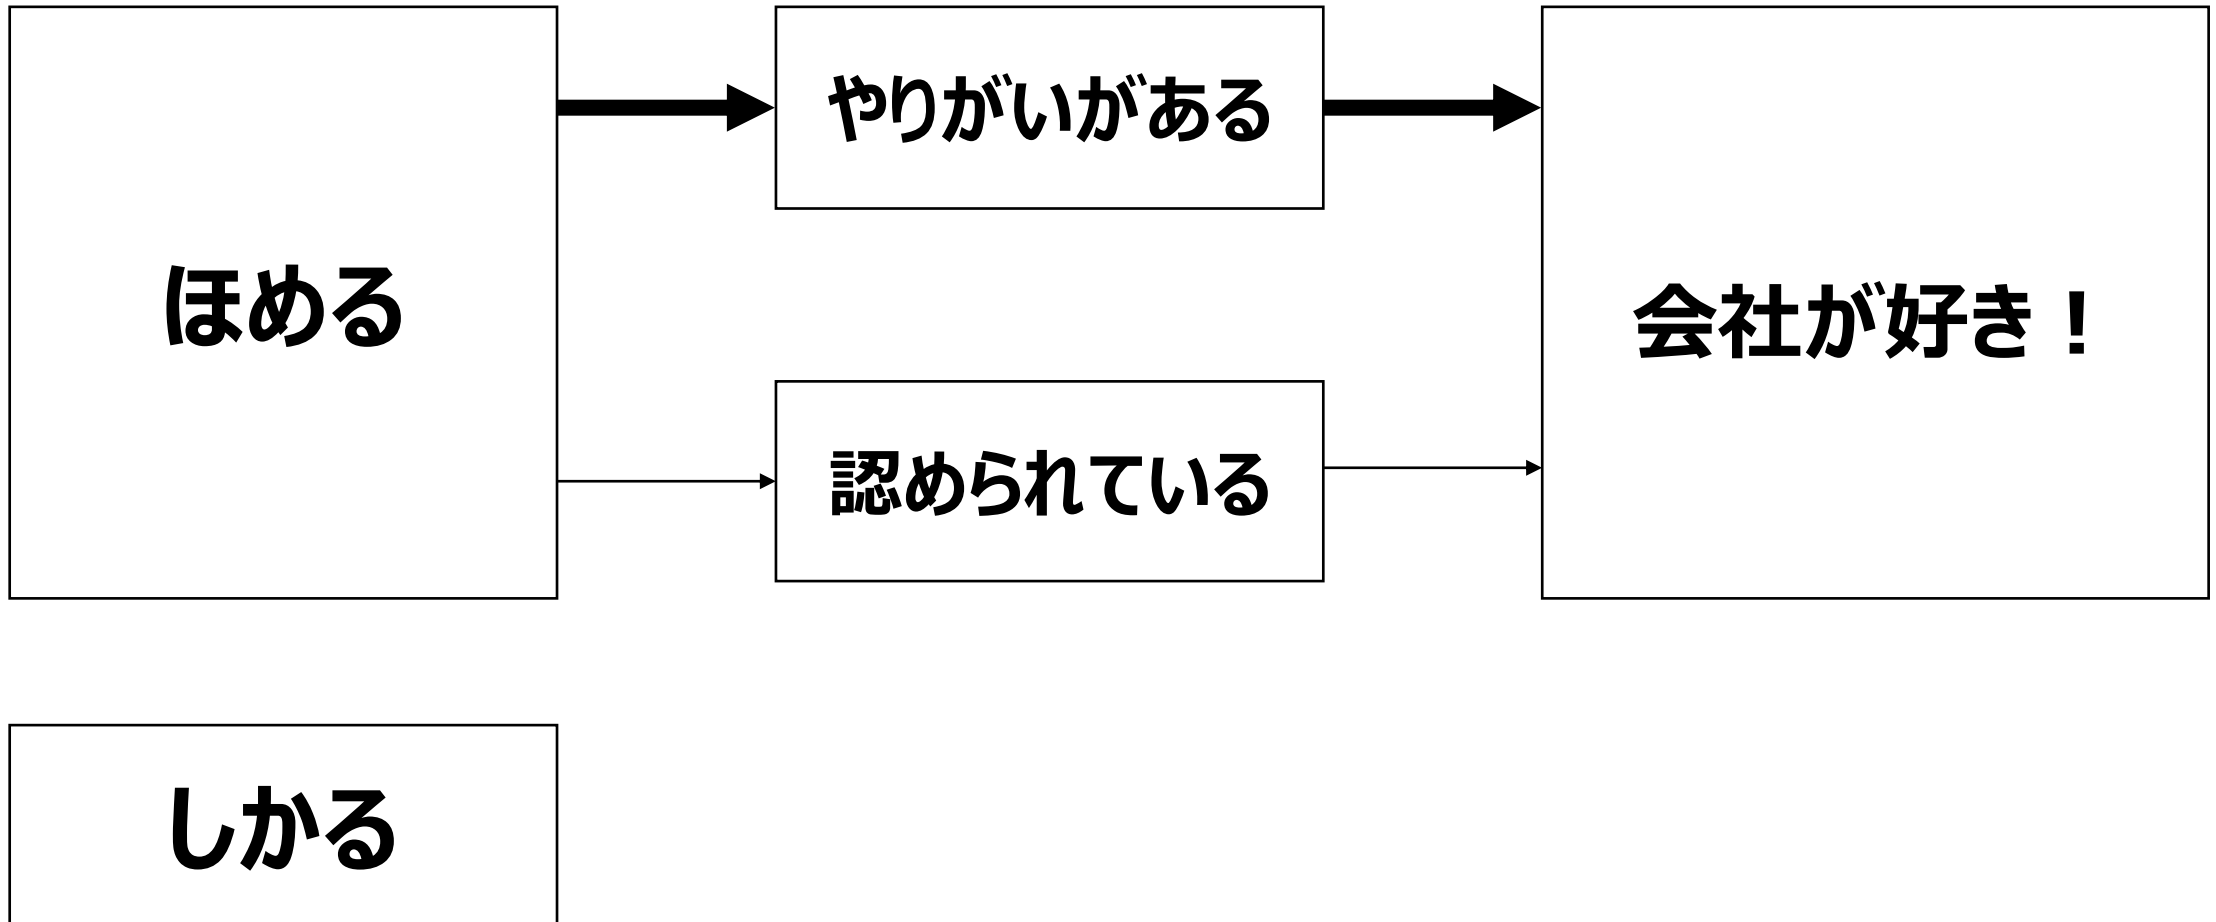 ほめる
やりがいがある
認められている
会社が好き！
しかる